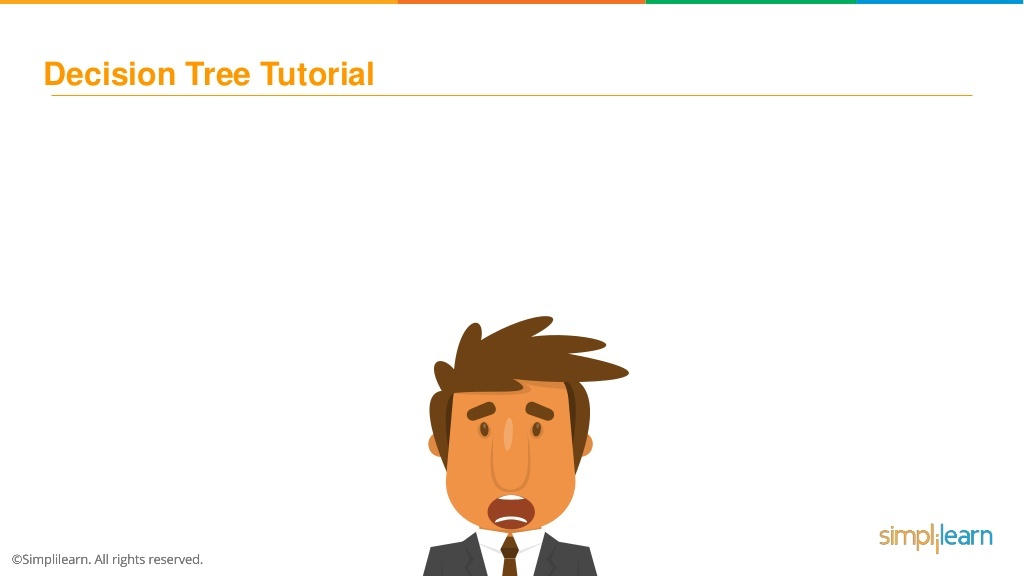 Decision Tree Tutorial
simplilearn
©Simplilearn. All rights reserved.